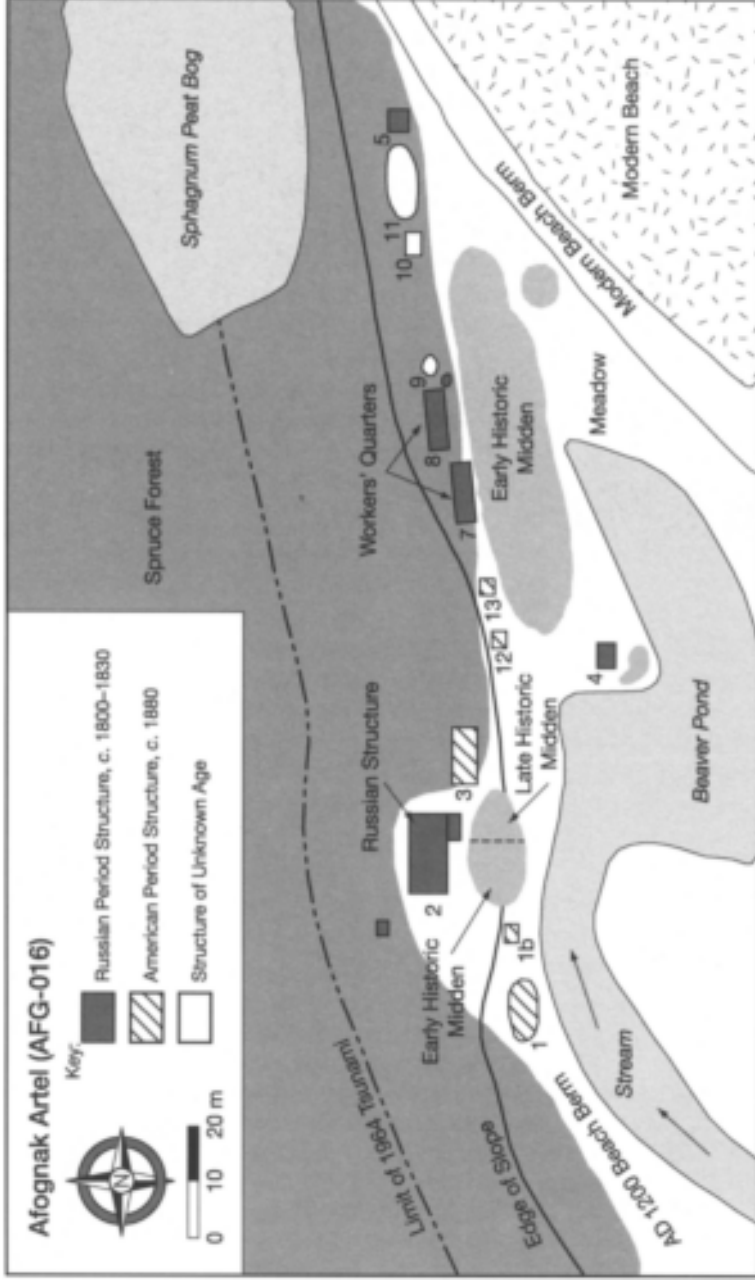 Afognak Artel (AFG-016)
Key:
Russian Period Structure, c. 1800–1830
American Period Structure, c. 1880
Structure of Unknown Age
N
0 10 20 m
Spruce Forest
Sphagnum Peat Bog
Limit of 1964 Tsunami
Edge of Slope
Russian Structure
Workers' Quarters
2
3
7
8
9
6
10
11
5
Early Historic
Midden
Late Historic
Midden
12
13
Early Historic
Midden
1
1b
4
Meadow
AD 1200 Beach Berm
Stream
Beaver Pond
Modern Beach Berm
Modern Beach